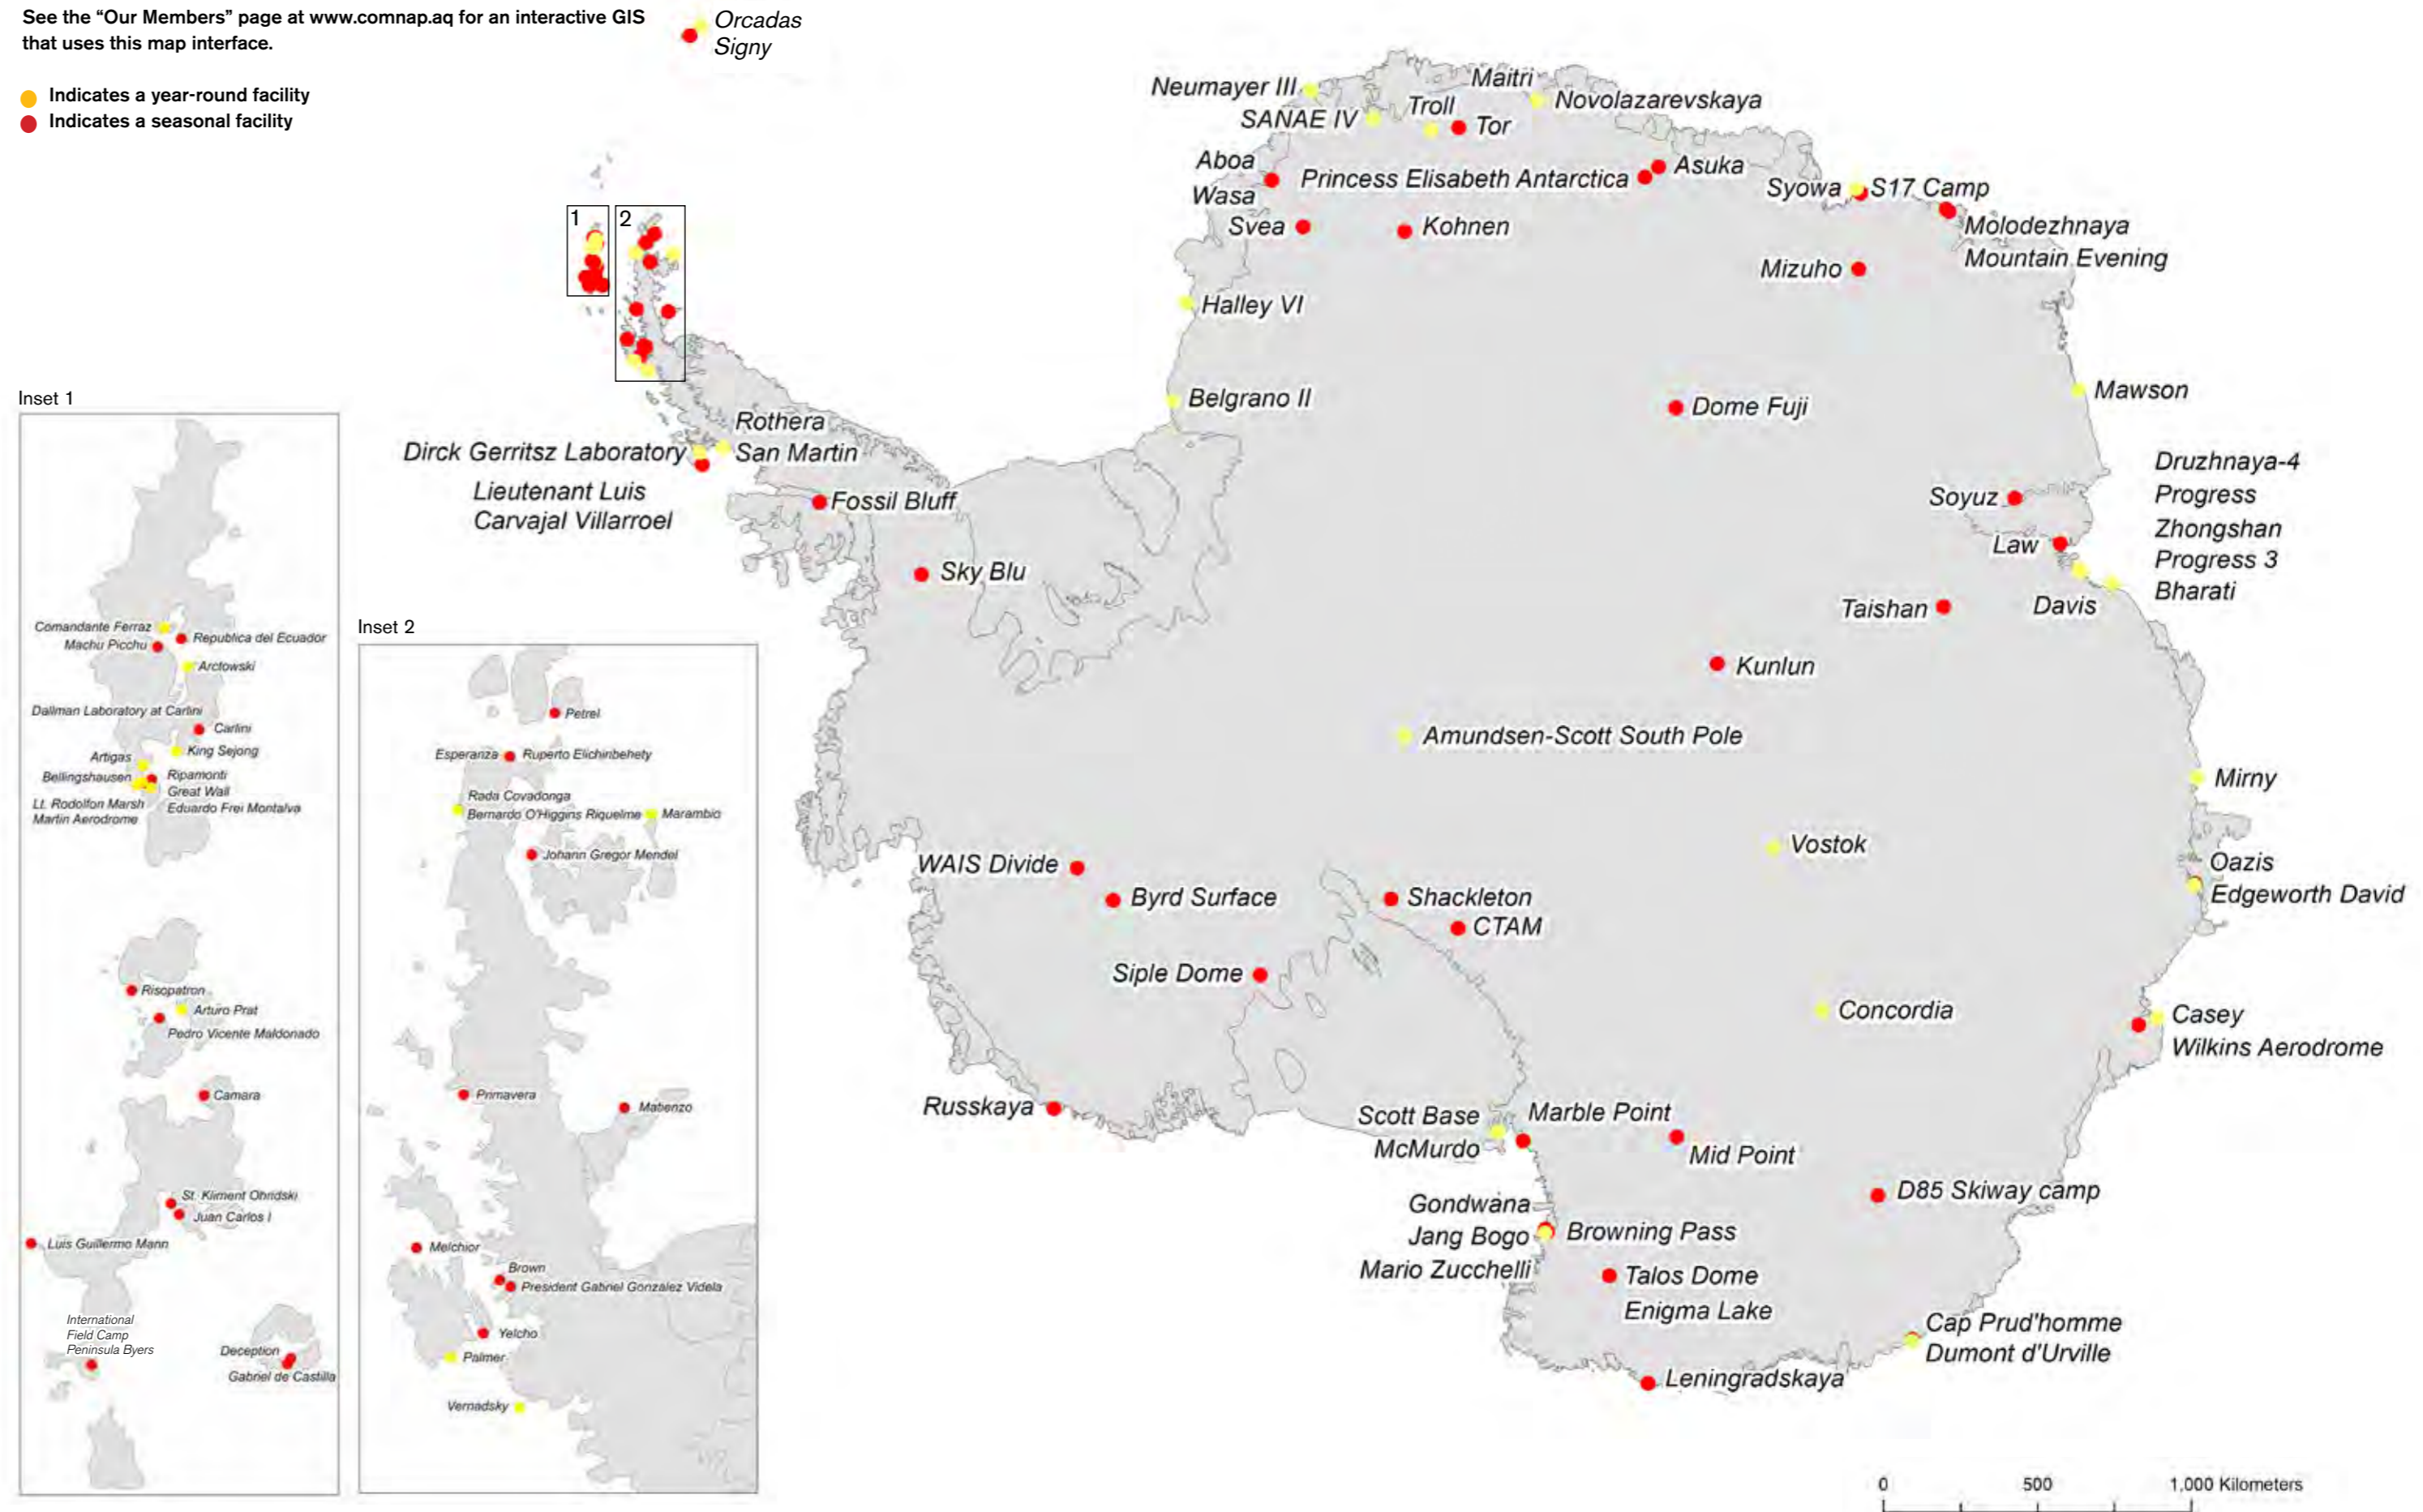 See the “Our Members” page at www.comnap.aq for an interactive GIS
that uses this map interface.
Indicates a year-round facility
Indicates a seasonal facility
Orcadas
Signy
1
2
Neumayer III
SANAE IV
Troll
Tor
Maitri
Novolazarevskaya
Aboa
Wasa
Princess Elisabeth Antarctica
Asuka
Syowa
S17 Camp
Molodezhnaya
Mountain Evening
Svea
Kohnen
Mizuho
Halley VI
Belgrano II
Dome Fuji
Mawson
Rothera
San Martin
Dirck Gerritsz Laboratory
Lieutenant Luis
Carvajal Villarroel
Fossil Bluff
Sky Blu
Soyuz
Law
Druzhnaya-4
Progress
Zhongshan
Progress 3
Bharati
Davis
Taishan
Kunlun
Amundsen-Scott South Pole
Mirny
Vostok
Oazis
Edgeworth David
WAIS Divide
Byrd Surface
Shackleton
CTAM
Siple Dome
Concordia
Casey
Wilkins Aerodrome
Russkaya
Scott Base
McMurdo
Marble Point
Mid Point
D85 Skiway camp
Gondwana
Jang Bogo
Mario Zucchelli
Browning Pass
Talos Dome
Enigma Lake
Cap Prud'homme
Dumont d'Urville
Leningradskaya
0 500 1,000 Kilometers
Inset 1
Comandante Ferraz
Machu Picchu
Republica del Ecuador
Arctowski
Dallman Laboratory at Carlini
Carlini
King Sejong
Artigas
Bellingshausen
Ripamonti
Great Wall
Eduardo Frei Montalva
Lt. Rodolfon Marsh
Martin Aerodrome
Risopatron
Arturo Prat
Pedro Vicente Maldonado
Camara
St. Kliment Ohridski
Juan Carlos I
Luis Guillermo Mann
International
Field Camp
Peninsula Byers
Deception
Gabriel de Castilla
Inset 2
Petrel
Esperanza
Ruperto Elichiribehety
Rada Covadonga
Bernardo O'Higgins Riquelme
Marambio
Johann Gregor Mendel
Primavera
Matienzo
Melchior
Brown
President Gabriel Gonzalez Videla
Yelcho
Palmer
Vernadsky